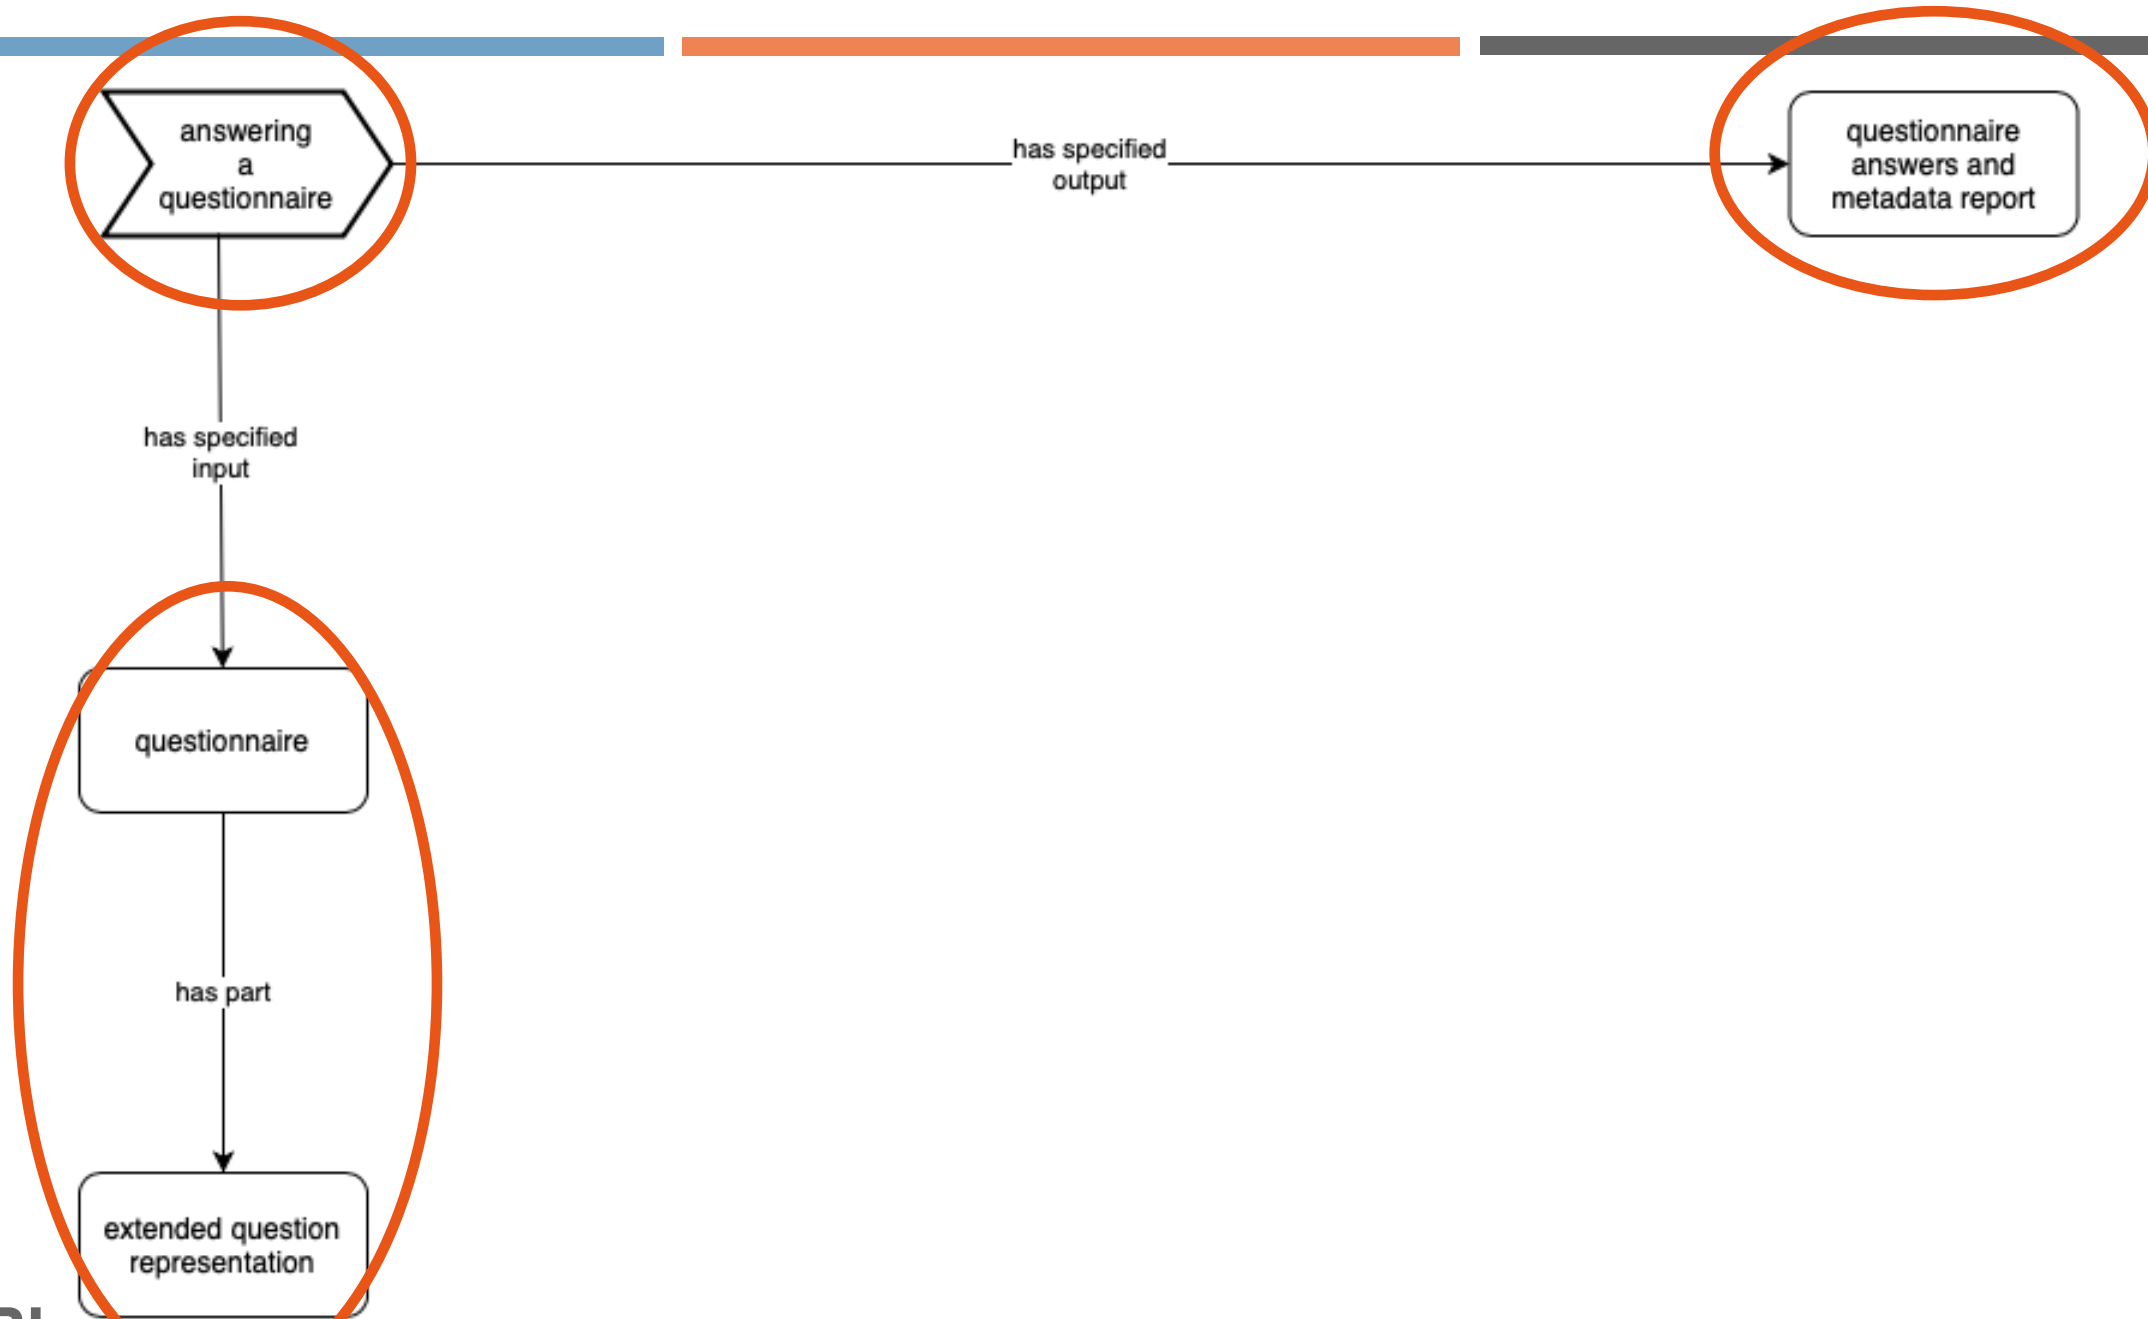 answering
a
questionnaire
has specified
output
questionnaire
answers and
metadata report
has specified
input
questionnaire
has part
extended question
representation